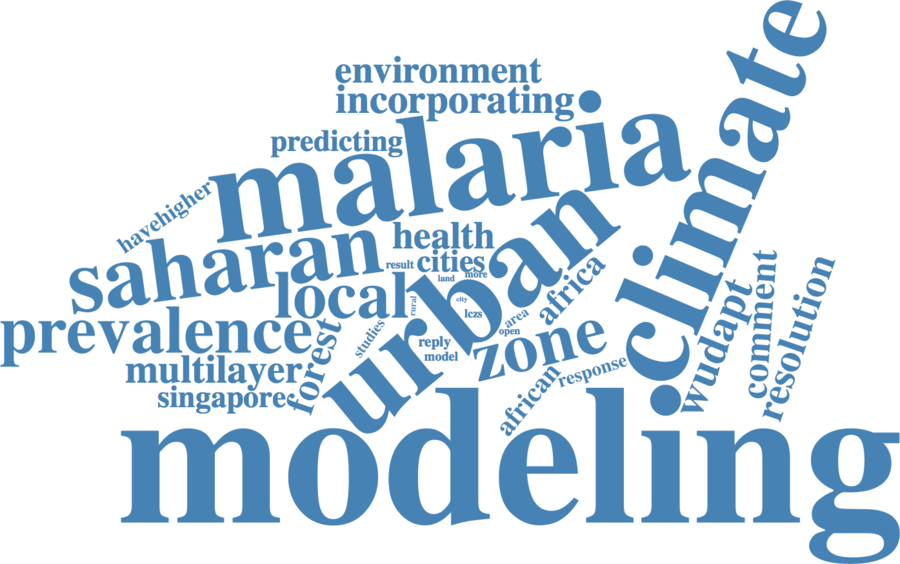 climate
environment
incorporating
predicting
malaria
havehigher
saharan
health
urban
result
cities
land
more
local
rural
city
lczs
africa
wudapt
comment
resolution
prevalence
forest
studies
reply
model
open
area
zone
multilayer
singapore
african
response
modeling